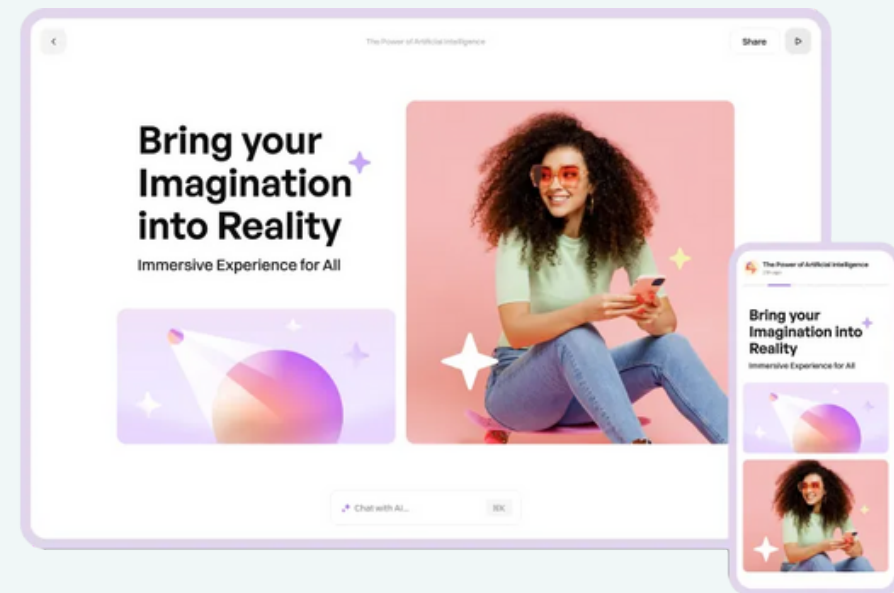 The Power of Artificial Intelligence
Share
Bring your
Imagination
into Reality
Immersive Experience for All
Chat with AI...
⌘K
The Power of Artificial Intelligence
Bring your
Imagination into
Reality
Immersive Experience for All